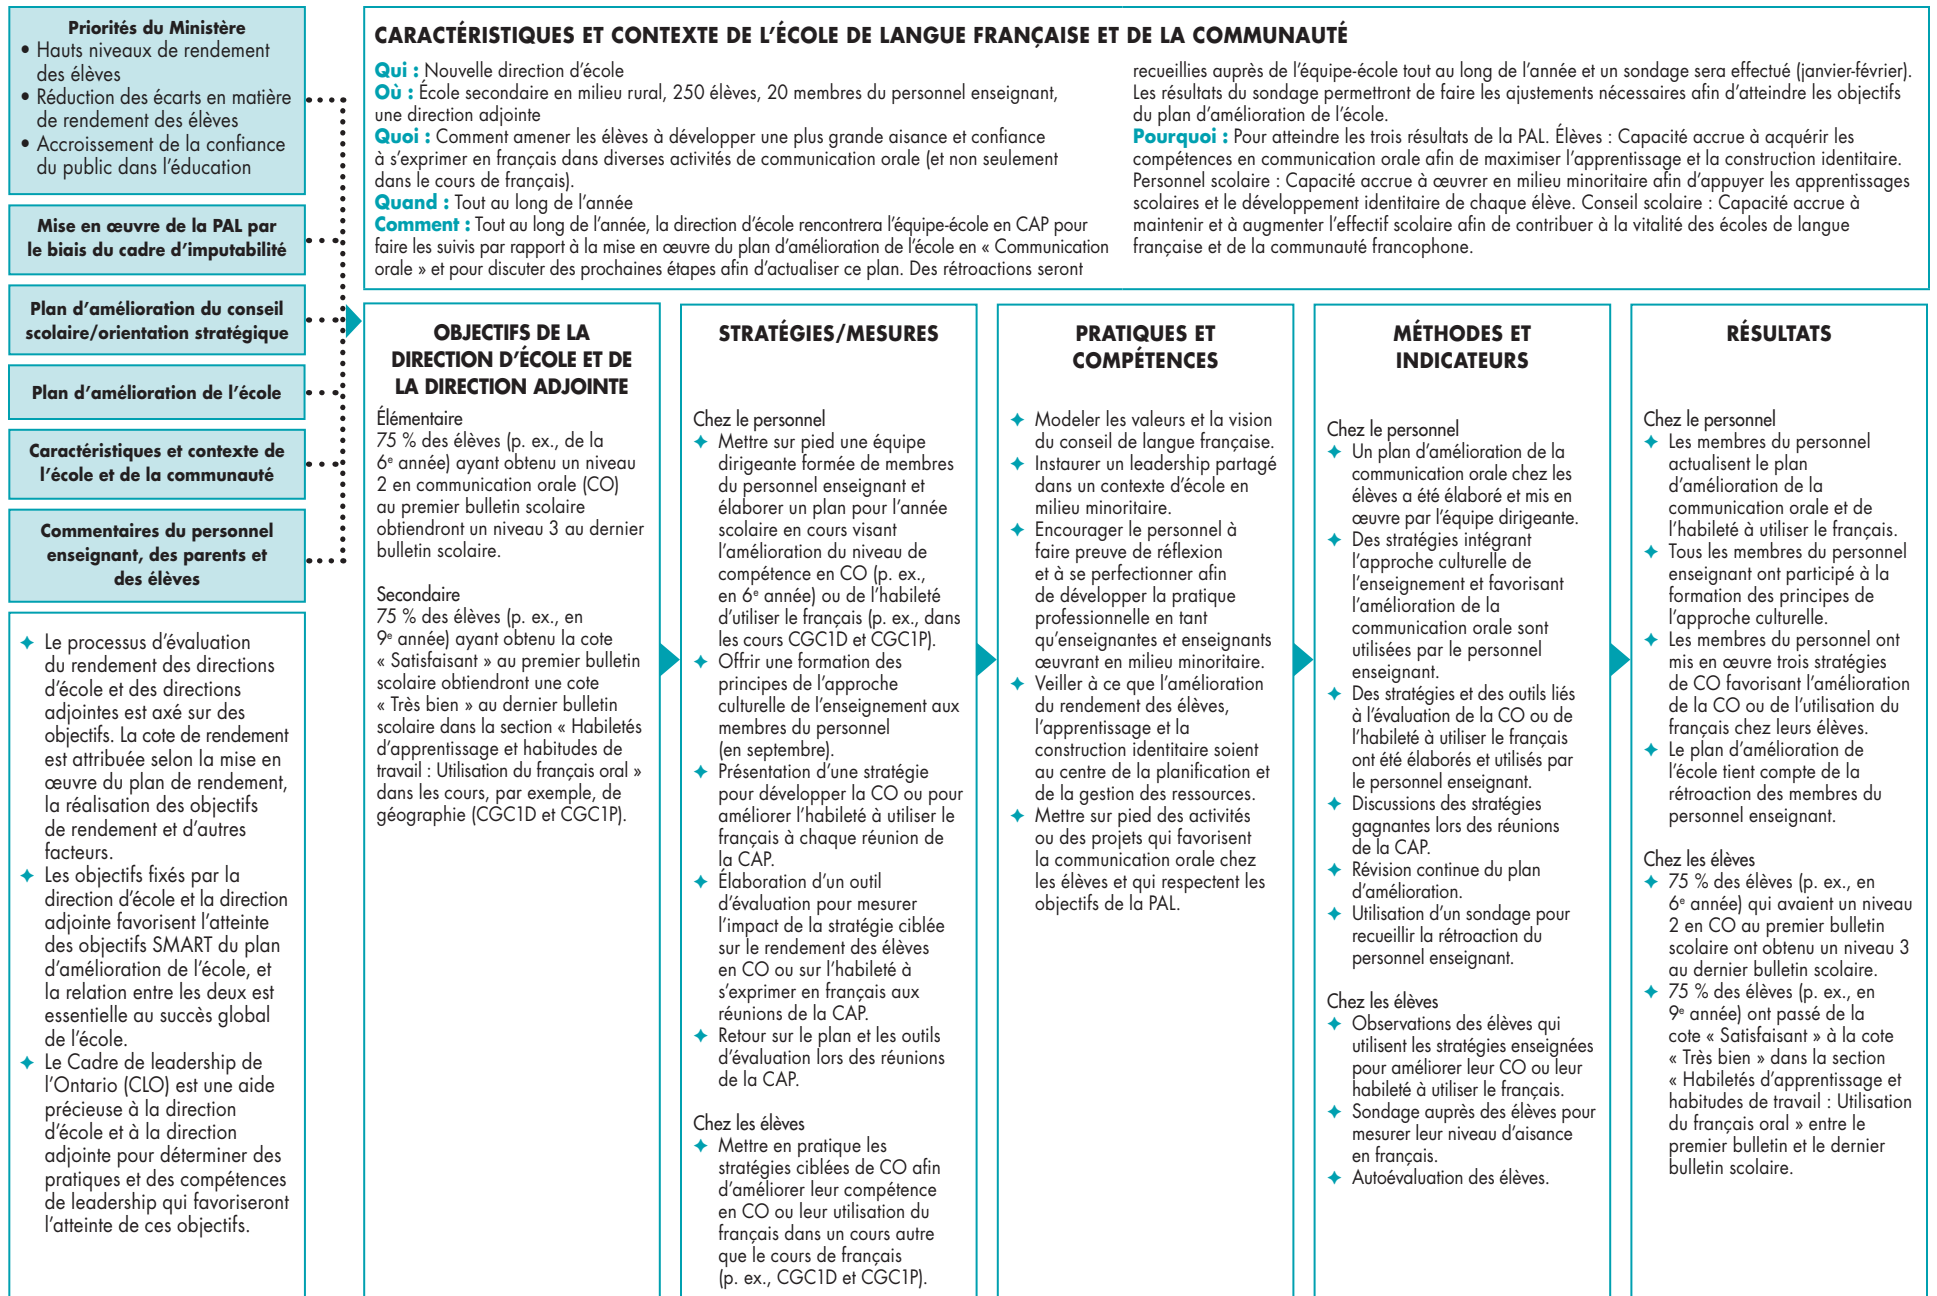 Priorités du Ministère
• Hauts niveaux de rendement
des élèves
• Réduction des écarts en matière
de rendement des élèves
• Accroissement de la confiance
du public dans l’éducation
Mise en œuvre de la PAL par
le biais du cadre d’imputabilité
Plan d’amélioration du conseil
scolaire/orientation stratégique
Plan d’amélioration de l’école
Caractéristiques et contexte de
l’école et de la communauté
Commentaires du personnel
enseignant, des parents et
des élèves
✦ Le processus d’évaluation
du rendement des directions
d’école et des directions
adjointes est axé sur des
objectifs. La cote de rendement
est attribuée selon la mise en
œuvre du plan de rendement,
la réalisation des objectifs
de rendement et d’autres
facteurs.
✦ Les objectifs fixés par la
direction d’école et la direction
adjointe favorisent l’atteinte
des objectifs SMART du plan
d’amélioration de l’école, et
la relation entre les deux est
essentielle au succès global
de l’école.
✦ Le Cadre de leadership de
l’Ontario (CLO) est une aide
précieuse à la direction
d’école et à la direction
adjointe pour déterminer des
pratiques et des compétences
de leadership qui favoriseront
l’atteinte de ces objectifs.
CARACTÉRISTIQUES ET CONTEXTE DE L’ÉCOLE DE LANGUE FRANÇAISE ET DE LA COMMUNAUTÉ
Qui : Nouvelle direction d’école
Où : École secondaire en milieu rural, 250 élèves, 20 membres du personnel enseignant,
une direction adjointe
Quoi : Comment amener les élèves à développer une plus grande aisance et confiance
à s’exprimer en français dans diverses activités de communication orale (et non seulement
dans le cours de français).
Quand : Tout au long de l’année
Comment : Tout au long de l’année, la direction d’école rencontrera l’équipe-école en CAP pour
faire les suivis par rapport à la mise en œuvre du plan d’amélioration de l’école en « Communication
orale » et pour discuter des prochaines étapes afin d’actualiser ce plan. Des rétroactions seront
recueillies auprès de l’équipe-école tout au long de l’année et un sondage sera effectué (janvier-février).
Les résultats du sondage permettront de faire les ajustements nécessaires afin d’atteindre les objectifs
du plan d’amélioration de l’école.
Pourquoi : Pour atteindre les trois résultats de la PAL. Élèves : Capacité accrue à acquérir les
compétences en communication orale afin de maximiser l’apprentissage et la construction identitaire.
Personnel scolaire : Capacité accrue à œuvrer en milieu minoritaire afin d’appuyer les apprentissages
scolaires et le développement identitaire de chaque élève. Conseil scolaire : Capacité accrue à
maintenir et à augmenter l’effectif scolaire afin de contribuer à la vitalité des écoles de langue
française et de la communauté francophone.
OBJECTIFS DE LA
DIRECTION D’ÉCOLE ET DE
LA DIRECTION ADJOINTE
Élémentaire
75 % des élèves (p. ex., de la
6e année) ayant obtenu un niveau
2 en communication orale (CO)
au premier bulletin scolaire
obtiendront un niveau 3 au dernier
bulletin scolaire.
Secondaire
75 % des élèves (p. ex., en
9e année) ayant obtenu la cote
« Satisfaisant » au premier bulletin
scolaire obtiendront une cote
« Très bien » au dernier bulletin
scolaire dans la section « Habiletés
d’apprentissage et habitudes de
travail : Utilisation du français oral »
dans les cours, par exemple, de
géographie (CGC1D et CGC1P).
STRATÉGIES/MESURES
Chez le personnel
✦ Mettre sur pied une équipe
dirigeante formée de membres
du personnel enseignant et
élaborer un plan pour l’année
scolaire en cours visant
l’amélioration du niveau de
compétence en CO (p. ex.,
en 6e année) ou de l’habileté
d’utiliser le français (p. ex., dans
les cours CGC1D et CGC1P).
✦ Offrir une formation des
principes de l’approche
culturelle de l’enseignement aux
membres du personnel
(en septembre).
✦ Présentation d’une stratégie
pour développer la CO ou pour
améliorer l’habileté à utiliser le
français à chaque réunion de
la CAP.
✦ Élaboration d’un outil
d’évaluation pour mesurer
l’impact de la stratégie ciblée
sur le rendement des élèves
en CO ou sur l’habileté à
s’exprimer en français aux
réunions de la CAP.
✦ Retour sur le plan et les outils
d’évaluation lors des réunions
de la CAP.
Chez les élèves
✦ Mettre en pratique les
stratégies ciblées de CO afin
d’améliorer leur compétence
en CO ou leur utilisation du
français dans un cours autre
que le cours de français
(p. ex., CGC1D et CGC1P).
PRATIQUES ET
COMPÉTENCES
✦ Modeler les valeurs et la vision
du conseil de langue française.
✦ Instaurer un leadership partagé
dans un contexte d’école en
milieu minoritaire.
✦ Encourager le personnel à
faire preuve de réflexion
et à se perfectionner afin
de développer la pratique
professionnelle en tant
qu’enseignantes et enseignants
œuvrant en milieu minoritaire.
✦ Veiller à ce que l’amélioration
du rendement des élèves,
l’apprentissage et la
construction identitaire soient
au centre de la planification et
de la gestion des ressources.
✦ Mettre sur pied des activités
ou des projets qui favorisent
la communication orale chez
les élèves et qui respectent les
objectifs de la PAL.
MÉTHODES ET
INDICATEURS
Chez le personnel
✦ Un plan d’amélioration de la
communication orale chez les
élèves a été élaboré et mis en
œuvre par l’équipe dirigeante.
✦ Des stratégies intégrant
l’approche culturelle de
l’enseignement et favorisant
l’amélioration de la
communication orale sont
utilisées par le personnel
enseignant.
✦ Des stratégies et des outils liés
à l’évaluation de la CO ou de
l’habileté à utiliser le français
ont été élaborés et utilisés par
le personnel enseignant.
✦ Discussions des stratégies
gagnantes lors des réunions
de la CAP.
✦ Révision continue du plan
d’amélioration.
✦ Utilisation d’un sondage pour
recueillir la rétroaction du
personnel enseignant.
Chez les élèves
✦ Observations des élèves qui
utilisent les stratégies enseignées
pour améliorer leur CO ou leur
habileté à utiliser le français.
✦ Sondage auprès des élèves pour
mesurer leur niveau d’aisance
en français.
✦ Autoévaluation des élèves.
RÉSULTATS
Chez le personnel
✦ Les membres du personnel
actualisent le plan
d’amélioration de la
communication orale et de
l’habileté à utiliser le français.
✦ Tous les membres du personnel
enseignant ont participé à la
formation des principes de
l’approche culturelle.
✦ Les membres du personnel ont
mis en œuvre trois stratégies
de CO favorisant l’amélioration
de la CO ou de l’utilisation du
français chez leurs élèves.
✦ Le plan d’amélioration de
l’école tient compte de la
rétroaction des membres du
personnel enseignant.
Chez les élèves
✦ 75 % des élèves (p. ex., en
6e année) qui avaient un niveau
2 en CO au premier bulletin
scolaire ont obtenu un niveau 3
au dernier bulletin scolaire.
✦ 75 % des élèves (p. ex., en
9e année) ont passé de la
cote « Satisfaisant » à la cote
« Très bien » dans la section
« Habiletés d’apprentissage et
habitudes de travail : Utilisation
du français oral » entre le
premier bulletin et le dernier
bulletin scolaire.